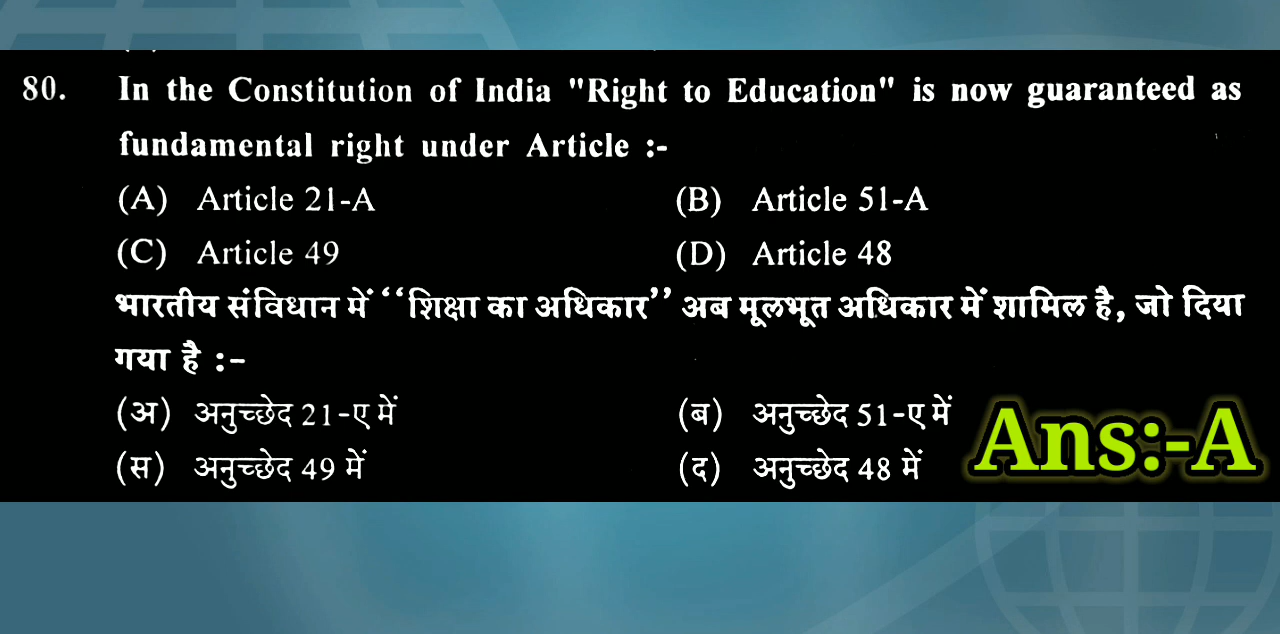 80. In the Constitution of India "Right to Education" is now guaranteed as
fundamental right under Article :-
(A) Article 21-A (B) Article 51-A
(C) Article 49 (D) Article 48
भारतीय संविधान में ‘‘शिक्षा का अधिकार’’ अब मूलभूत अधिकार में शामिल है, जो दिया
गया है :–
(अ) अनुच्छेद 21-ए में (ब) अनुच्छेद 51-ए में
(स) अनुच्छेद 49 में (द) अनुच्छेद 48 में
Ans:-A